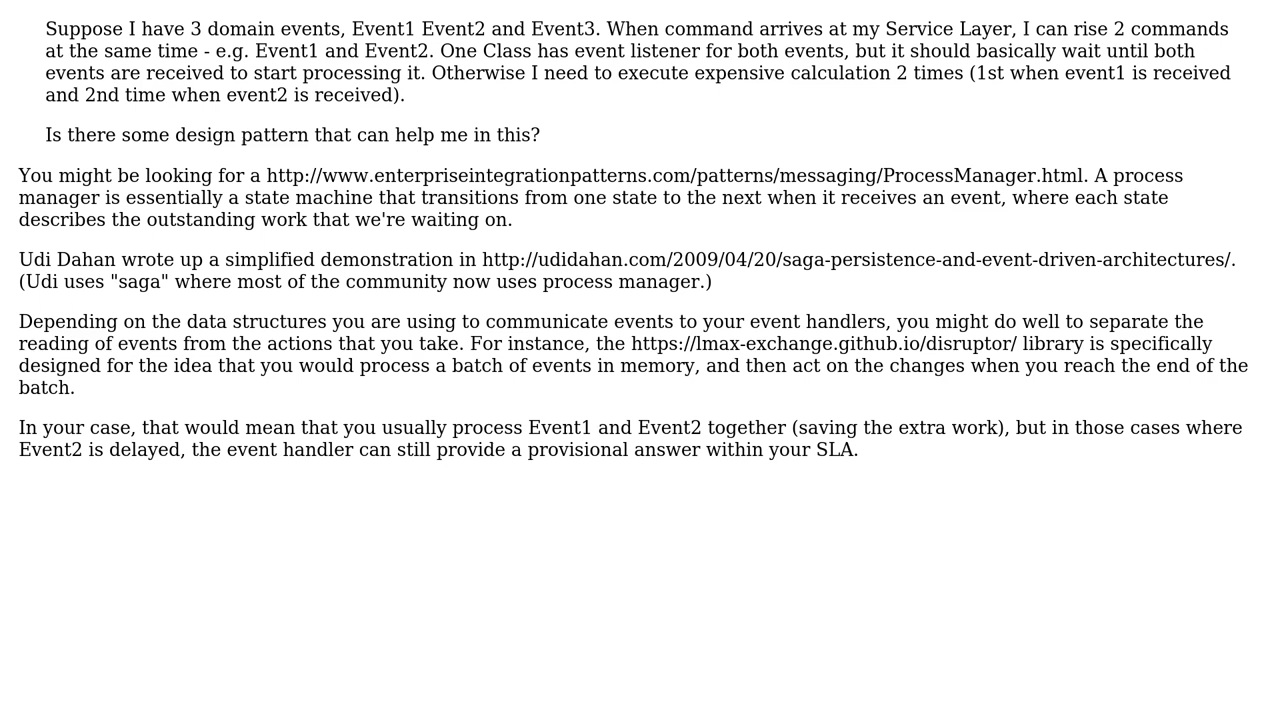 Suppose I have 3 domain events, Event1 Event2 and Event3. When command arrives at my Service Layer, I can rise 2 commands
at the same time - e.g. Event1 and Event2. One Class has event listener for both events, but it should basically wait until both
events are received to start processing it. Otherwise I need to execute expensive calculation 2 times (1st when event1 is received
and 2nd time when event2 is received).
Is there some design pattern that can help me in this?
You might be looking for a http://www.enterpriseintegrationpatterns.com/patterns/messaging/ProcessManager.html. A process
manager is essentially a state machine that transitions from one state to the next when it receives an event, where each state
describes the outstanding work that we're waiting on.
Udi Dahan wrote up a simplified demonstration in http://udidahan.com/2009/04/20/saga-persistence-and-event-driven-architectures/.
(Udi uses "saga" where most of the community now uses process manager.)
Depending on the data structures you are using to communicate events to your event handlers, you might do well to separate the
reading of events from the actions that you take. For instance, the https://lmax-exchange.github.io/disruptor/ library is specifically
designed for the idea that you would process a batch of events in memory, and then act on the changes when you reach the end of the
batch.
In your case, that would mean that you usually process Event1 and Event2 together (saving the extra work), but in those cases where
Event2 is delayed, the event handler can still provide a provisional answer within your SLA.